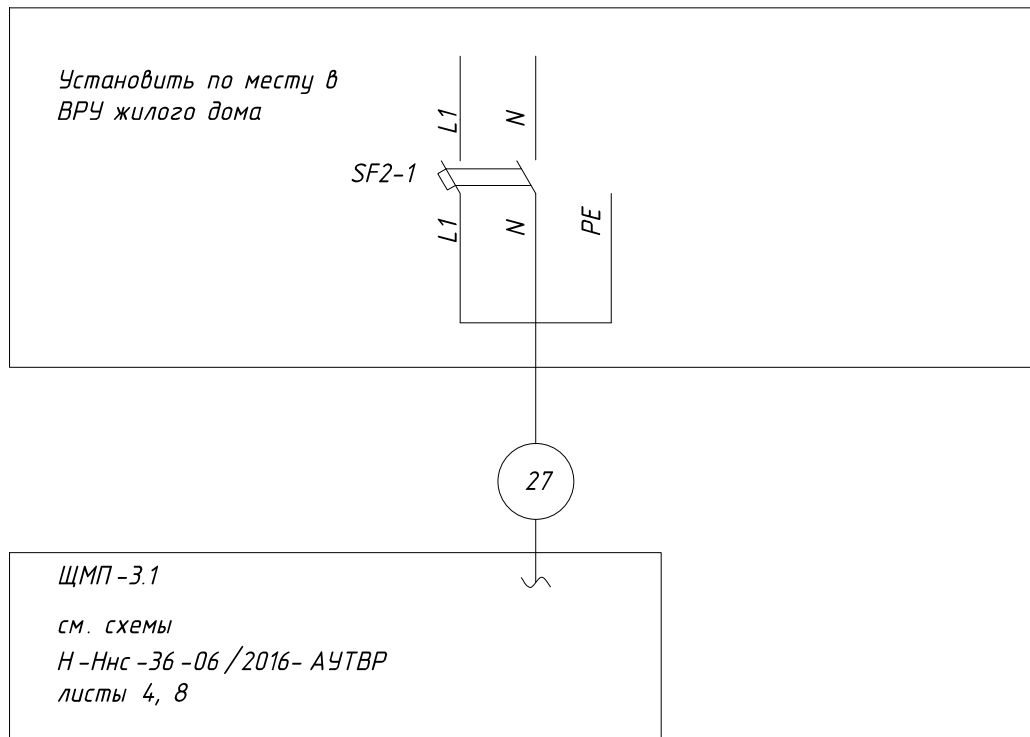 Установить по месту в
ВРУ жилого дома
L1
N
SF2-1
L1
N
PE
27
ЩМП-3.1
см. схемы
Н-Ннс-36-06/2016-АУТВР
листы 4, 8